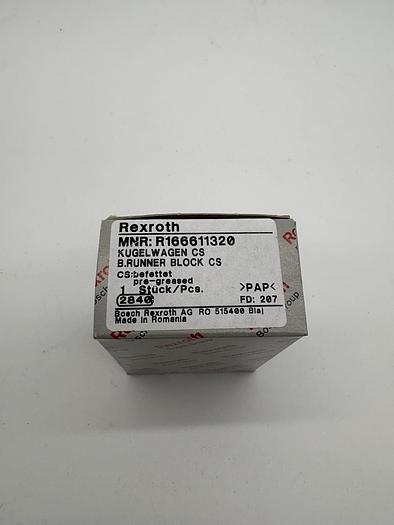 Rexroth
MNR: R166611320
KUGELWAGEN CS
B.RUNNER BLOCK CS
CS:befettet
pre-greased
1 Stück/Pcs. >PAP<
2840 FD: 207
Bosch Rexroth AG RO 515400 Blaj
Made in Romania
Rexroth